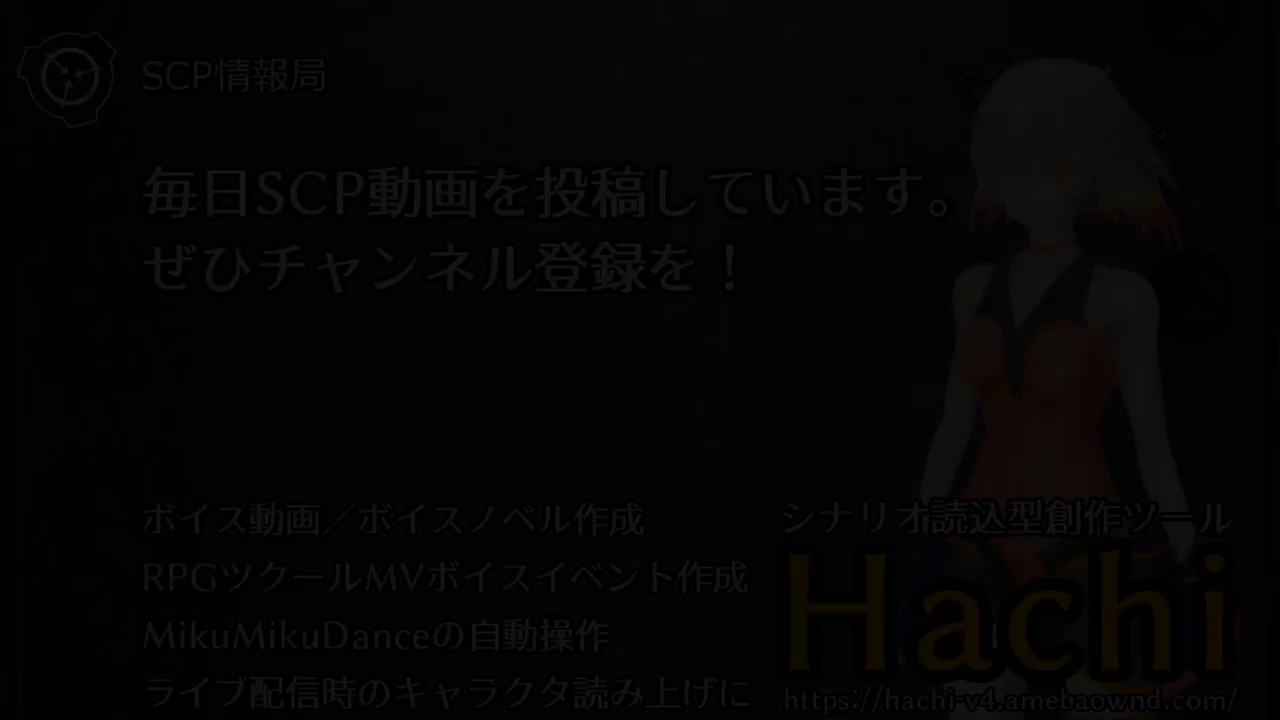 SCP情報局
毎日SCP動画を投稿しています。
ぜひチャンネル登録を！
ボイス動画／ボイスノベル作成
RPGツクールMVボイスイベント作成
MikuMikuDanceの自動操作
ライブ配信時のキャラクタ読み上げに
シナリオ読込型創作ツール
Hachi
https://hachi-v4.amebaownd.com/